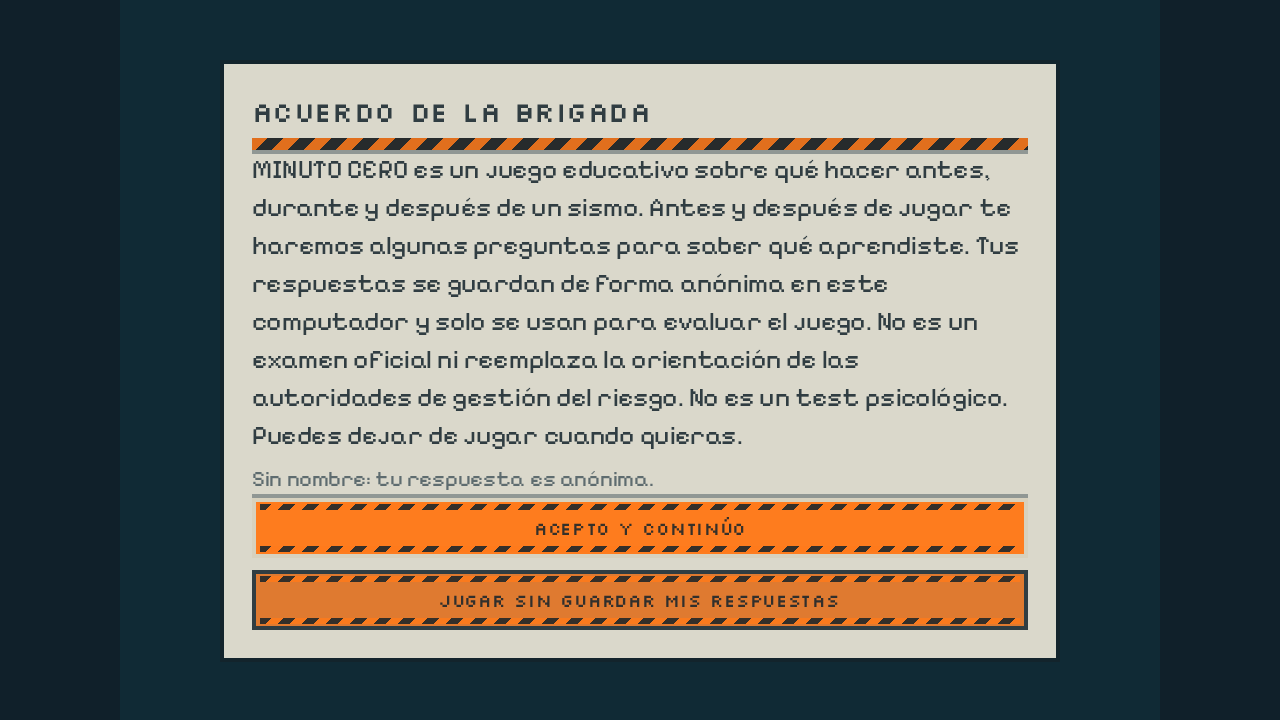 ACUERDO DE LA BRIGADA
MINUTO CERO es un juego educativo sobre qué hacer antes,
durante y después de un sismo. Antes y después de jugar te
haremos algunas preguntas para saber qué aprendiste. Tus
respuestas se guardan de forma anónima en este
computador y solo se usan para evaluar el juego. No es un
examen oficial ni reemplaza la orientación de las
autoridades de gestión del riesgo. No es un test psicológico.
Puedes dejar de jugar cuando quieras.
Sin nombre: tu respuesta es anónima.
ACEPTO Y CONTINÚO
JUGAR SIN GUARDAR MIS RESPUESTAS